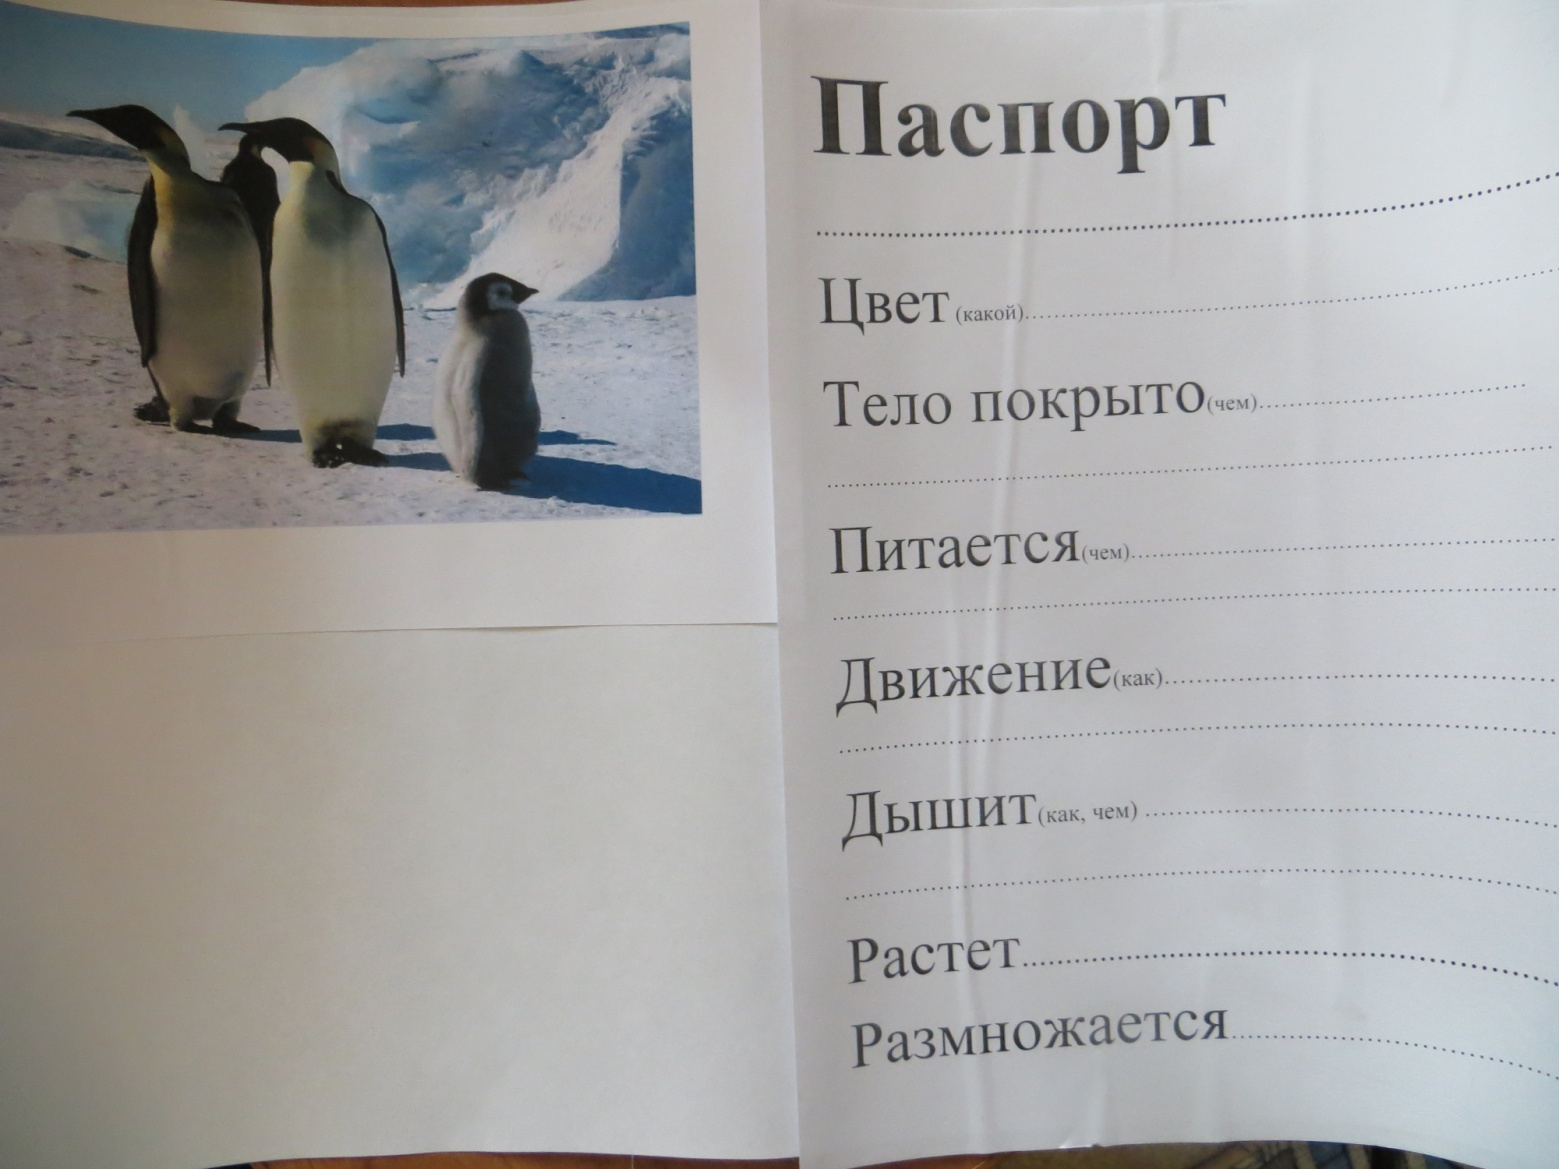 Паспорт
................................................................
Цвет (какой)................................................................
Тело покрыто(чем)................................
................................................................
Питается(чем)................................................
................................................................
Движение(как)................................................
................................................................
Дышит(как, чем) ................................................
................................................................
Растет................................................
Размножается................................................